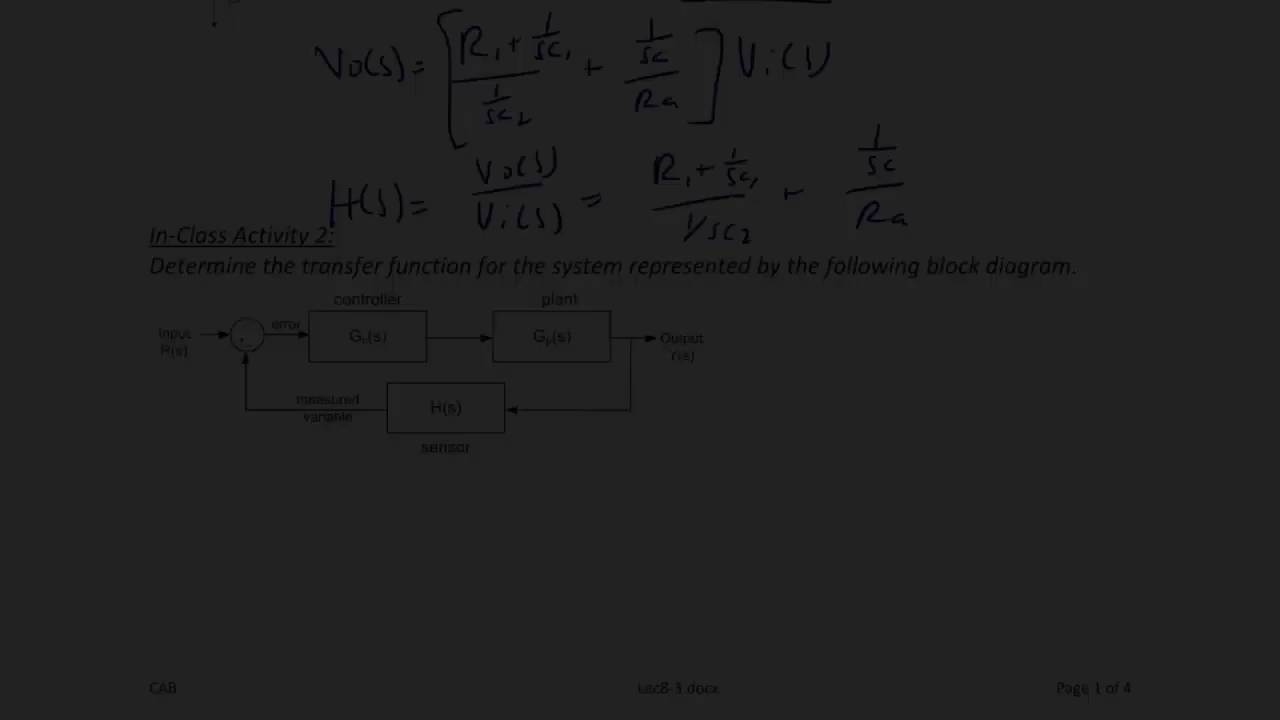 Vo(s) = [ (R₁ + 1/sC₁) / (1/sC₂) + (1/sC) / Ra ] Vi(s)
H(s) = Vo(s)/Vi(s) = (R₁ + 1/sC₁) / (1/sC₂) + (1/sC) / Ra
In-Class Activity 2:
Determine the transfer function for the system represented by the following block diagram.
controller
plant
Input
R(s)
error
Gc(s)
Gp(s)
Output
Y(s)
measured
variable
H(s)
sensor
CAB
Lec8-3.docx
Page 1 of 4